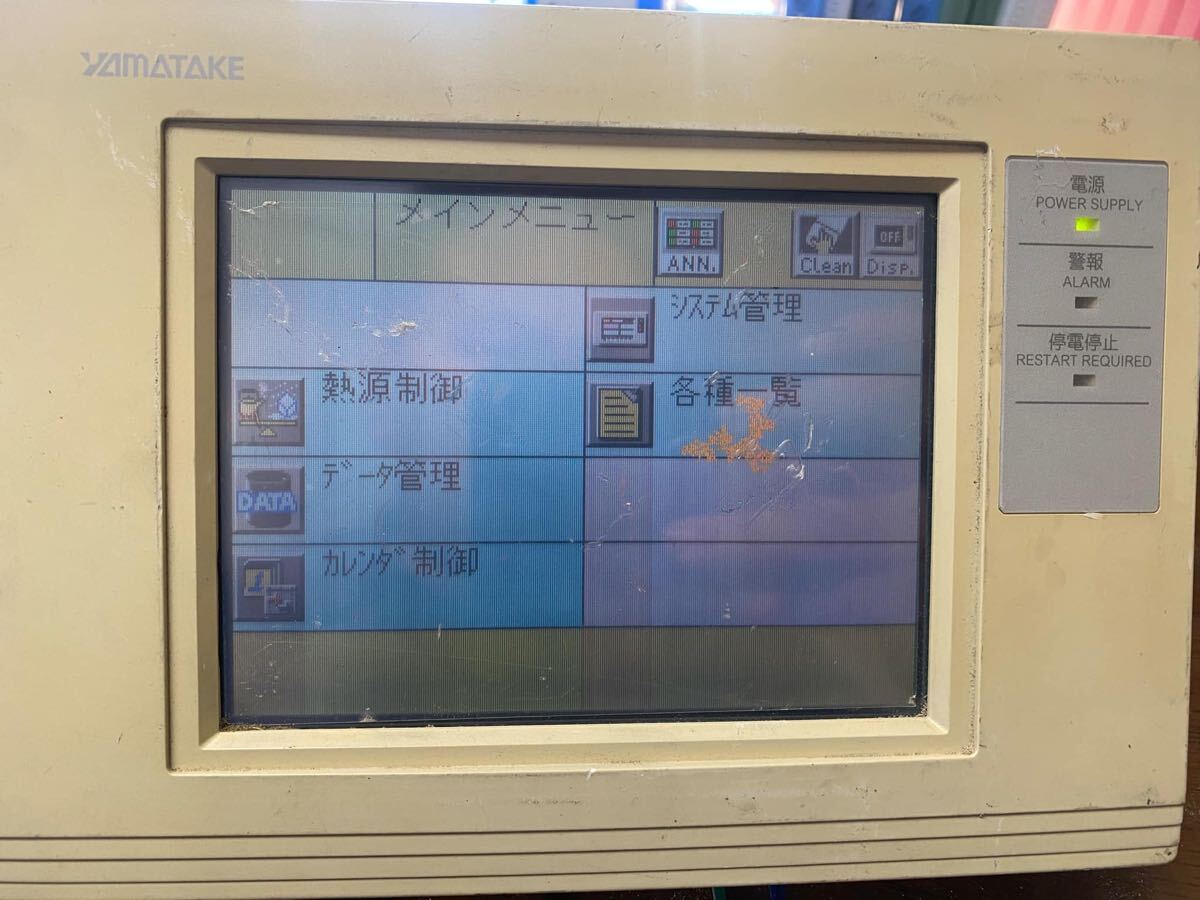 YAMATAKE
メインメニュー
ANN.
Clean
OFF
Disp.
システム管理
熱源制御
各種一覧
データ管理
DATA
カレンダ制御
1
電源
POWER SUPPLY
警報
ALARM
停電停止
RESTART REQUIRED